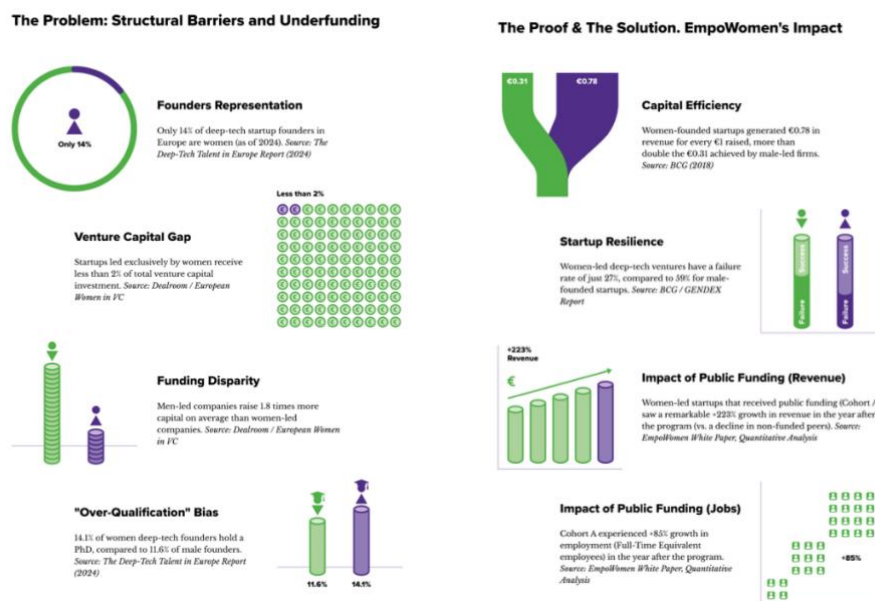 The Problem: Structural Barriers and Underfunding
Only 14%
Founders Representation
Only 14% of deep-tech startup founders in
Europe are women (as of 2024). Source: The
Deep-Tech Talent in Europe Report (2024)
Less than 2%
Venture Capital Gap
Startups led exclusively by women receive
less than 2% of total venture capital
investment. Source: Dealroom / European
Women in VC
Funding Disparity
Men-led companies raise 1.8 times more
capital on average than women-led
companies. Source: Dealroom / European Women
in VC
"Over-Qualification" Bias
14.1% of women deep-tech founders hold a
PhD, compared to 11.6% of male founders.
Source: The Deep-Tech Talent in Europe Report
(2024)
11.6%
14.1%
The Proof & The Solution. EmpoWomen's Impact
€0.31
€0.78
Capital Efficiency
Women-founded startups generated €0.78 in
revenue for every €1 raised, more than
double the €0.31 achieved by male-led firms.
Source: BCG (2018)
Startup Resilience
Women-led deep-tech ventures have a failure
rate of just 27%, compared to 59% for male-
founded startups. Source: BCG / GENDEX
Report
Success
Failure
Success
Failure
+223%
Revenue
€
Impact of Public Funding (Revenue)
Women-led startups that received public funding (Cohort A
saw a remarkable +223% growth in revenue in the year after
the program (vs. a decline in non-funded peers). Source:
EmpoWomen White Paper, Quantitative Analysis
Impact of Public Funding (Jobs)
Cohort A experienced +85% growth in
employment (Full-Time Equivalent
employees) in the year after the program.
Source: EmpoWomen White Paper, Quantitative
Analysis
+85%